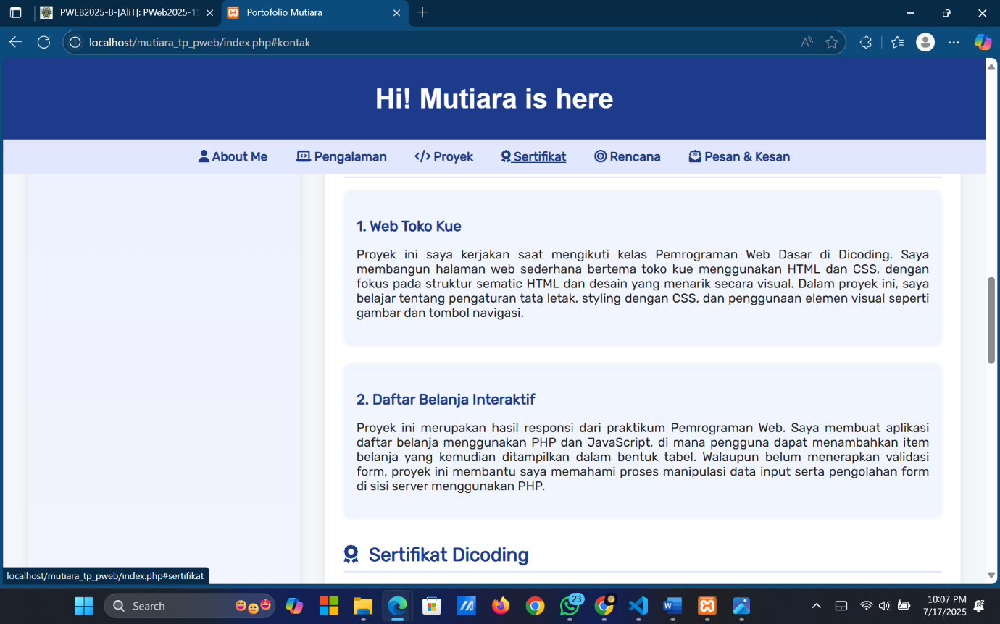 PWEB2025-B-[AliT]: PWeb2025-1
Portofolio Mutiara
localhost/mutiara_tp_pweb/index.php#kontak
Hi! Mutiara is here
About Me Pengalaman Proyek Sertifikat Rencana Pesan & Kesan
1. Web Toko Kue
Proyek ini saya kerjakan saat mengikuti kelas Pemrograman Web Dasar di Dicoding. Saya
membangun halaman web sederhana bertema toko kue menggunakan HTML dan CSS, dengan
fokus pada struktur sematic HTML dan desain yang menarik secara visual. Dalam proyek ini, saya
belajar tentang pengaturan tata letak, styling dengan CSS, dan penggunaan elemen visual seperti
gambar dan tombol navigasi.
2. Daftar Belanja Interaktif
Proyek ini merupakan hasil responsi dari praktikum Pemrograman Web. Saya membuat aplikasi
daftar belanja menggunakan PHP dan JavaScript, di mana pengguna dapat menambahkan item
belanja yang kemudian ditampilkan dalam bentuk tabel. Walaupun belum menerapkan validasi
form, proyek ini membantu saya memahami proses manipulasi data input serta pengolahan form
di sisi server menggunakan PHP.
Sertifikat Dicoding
localhost/mutiara_tp_pweb/index.php#sertifikat
Search
23
10:07 PM
7/17/2025